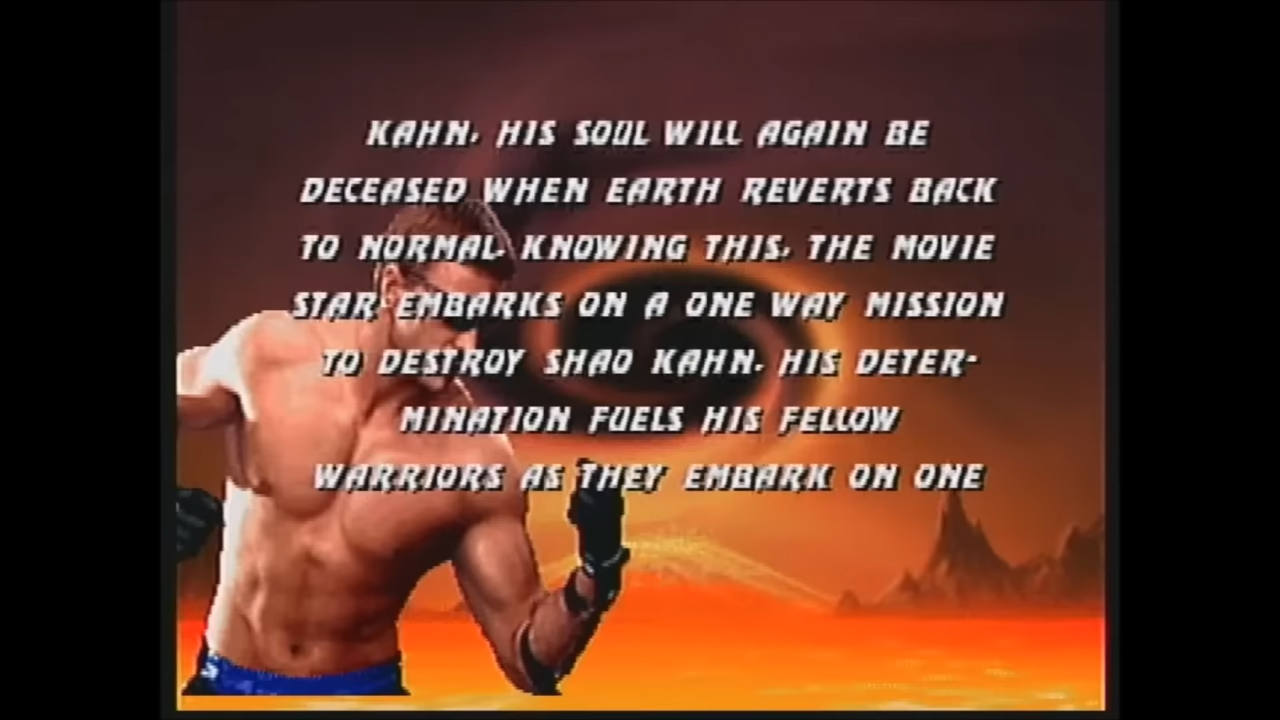 KAHN, HIS SOUL WILL AGAIN BE
DECEASED WHEN EARTH REVERTS BACK
TO NORMAL. KNOWING THIS, THE MOVIE
STAR EMBARKS ON A ONE WAY MISSION
TO DESTROY SHAO KAHN. HIS DETER-
MINATION FUELS HIS FELLOW
WARRIORS AS THEY EMBARK ON ONE